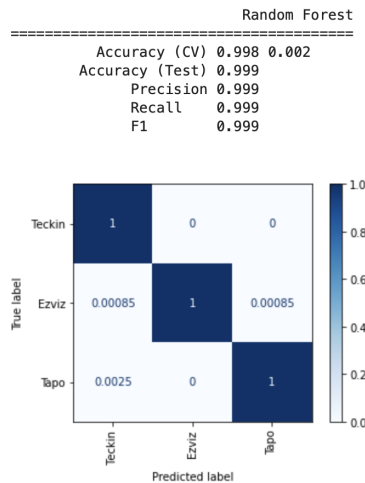 Random Forest
========================================
Accuracy (CV) 0.998 0.002
Accuracy (Test) 0.999
Precision 0.999
Recall 0.999
F1 0.999
1.0
Teckin 1 0 0
0.8
0.6
True label
Ezviz 0.00085 1 0.00085
0.4
Tapo 0.0025 0 1
0.2
0.0
Teckin Ezviz Tapo
Predicted label